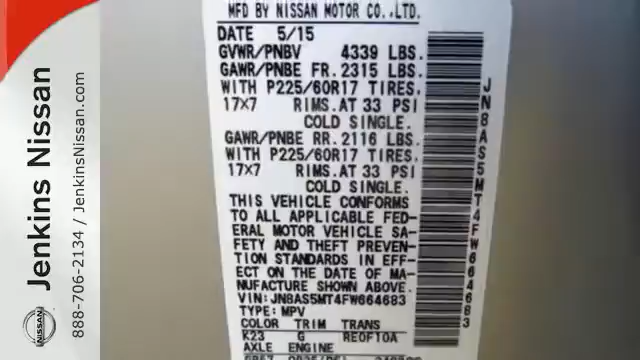 MFD BY NISSAN MOTOR CO.,LTD.
DATE 5/15
GVWR/PNBV 4339 LBS.
GAWR/PNBE FR. 2315 LBS.
WITH P225/60R17 TIRES.
17×7 RIMS. AT 33 PSI
COLD SINGLE.
GAWR/PNBE RR. 2116 LBS.
WITH P225/60R17 TIRES.
17×7 RIMS. AT 33 PSI
COLD SINGLE.
THIS VEHICLE CONFORMS
TO ALL APPLICABLE FED-
ERAL MOTOR VEHICLE SA-
FETY AND THEFT PREVEN-
TION STANDARDS IN EFF-
ECT ON THE DATE OF MA-
NUFACTURE SHOWN ABOVE.
VIN: JN8AS5MT4FW664683
TYPE: MPV
COLOR TRIM TRANS
K23 G RE0F10A
AXLE ENGINE
JN8AS5MT4FW664683
Jenkins Nissan
888-706-2134 / JenkinsNissan.com
NISSAN